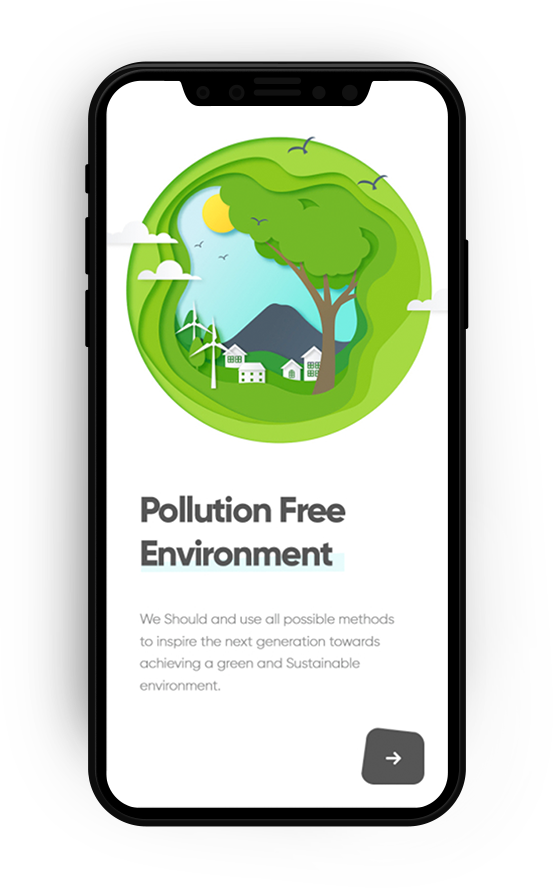 Pollution Free
Environment
We Should and use all possible methods
to inspire the next generation towards
achieving a green and Sustainable
environment.